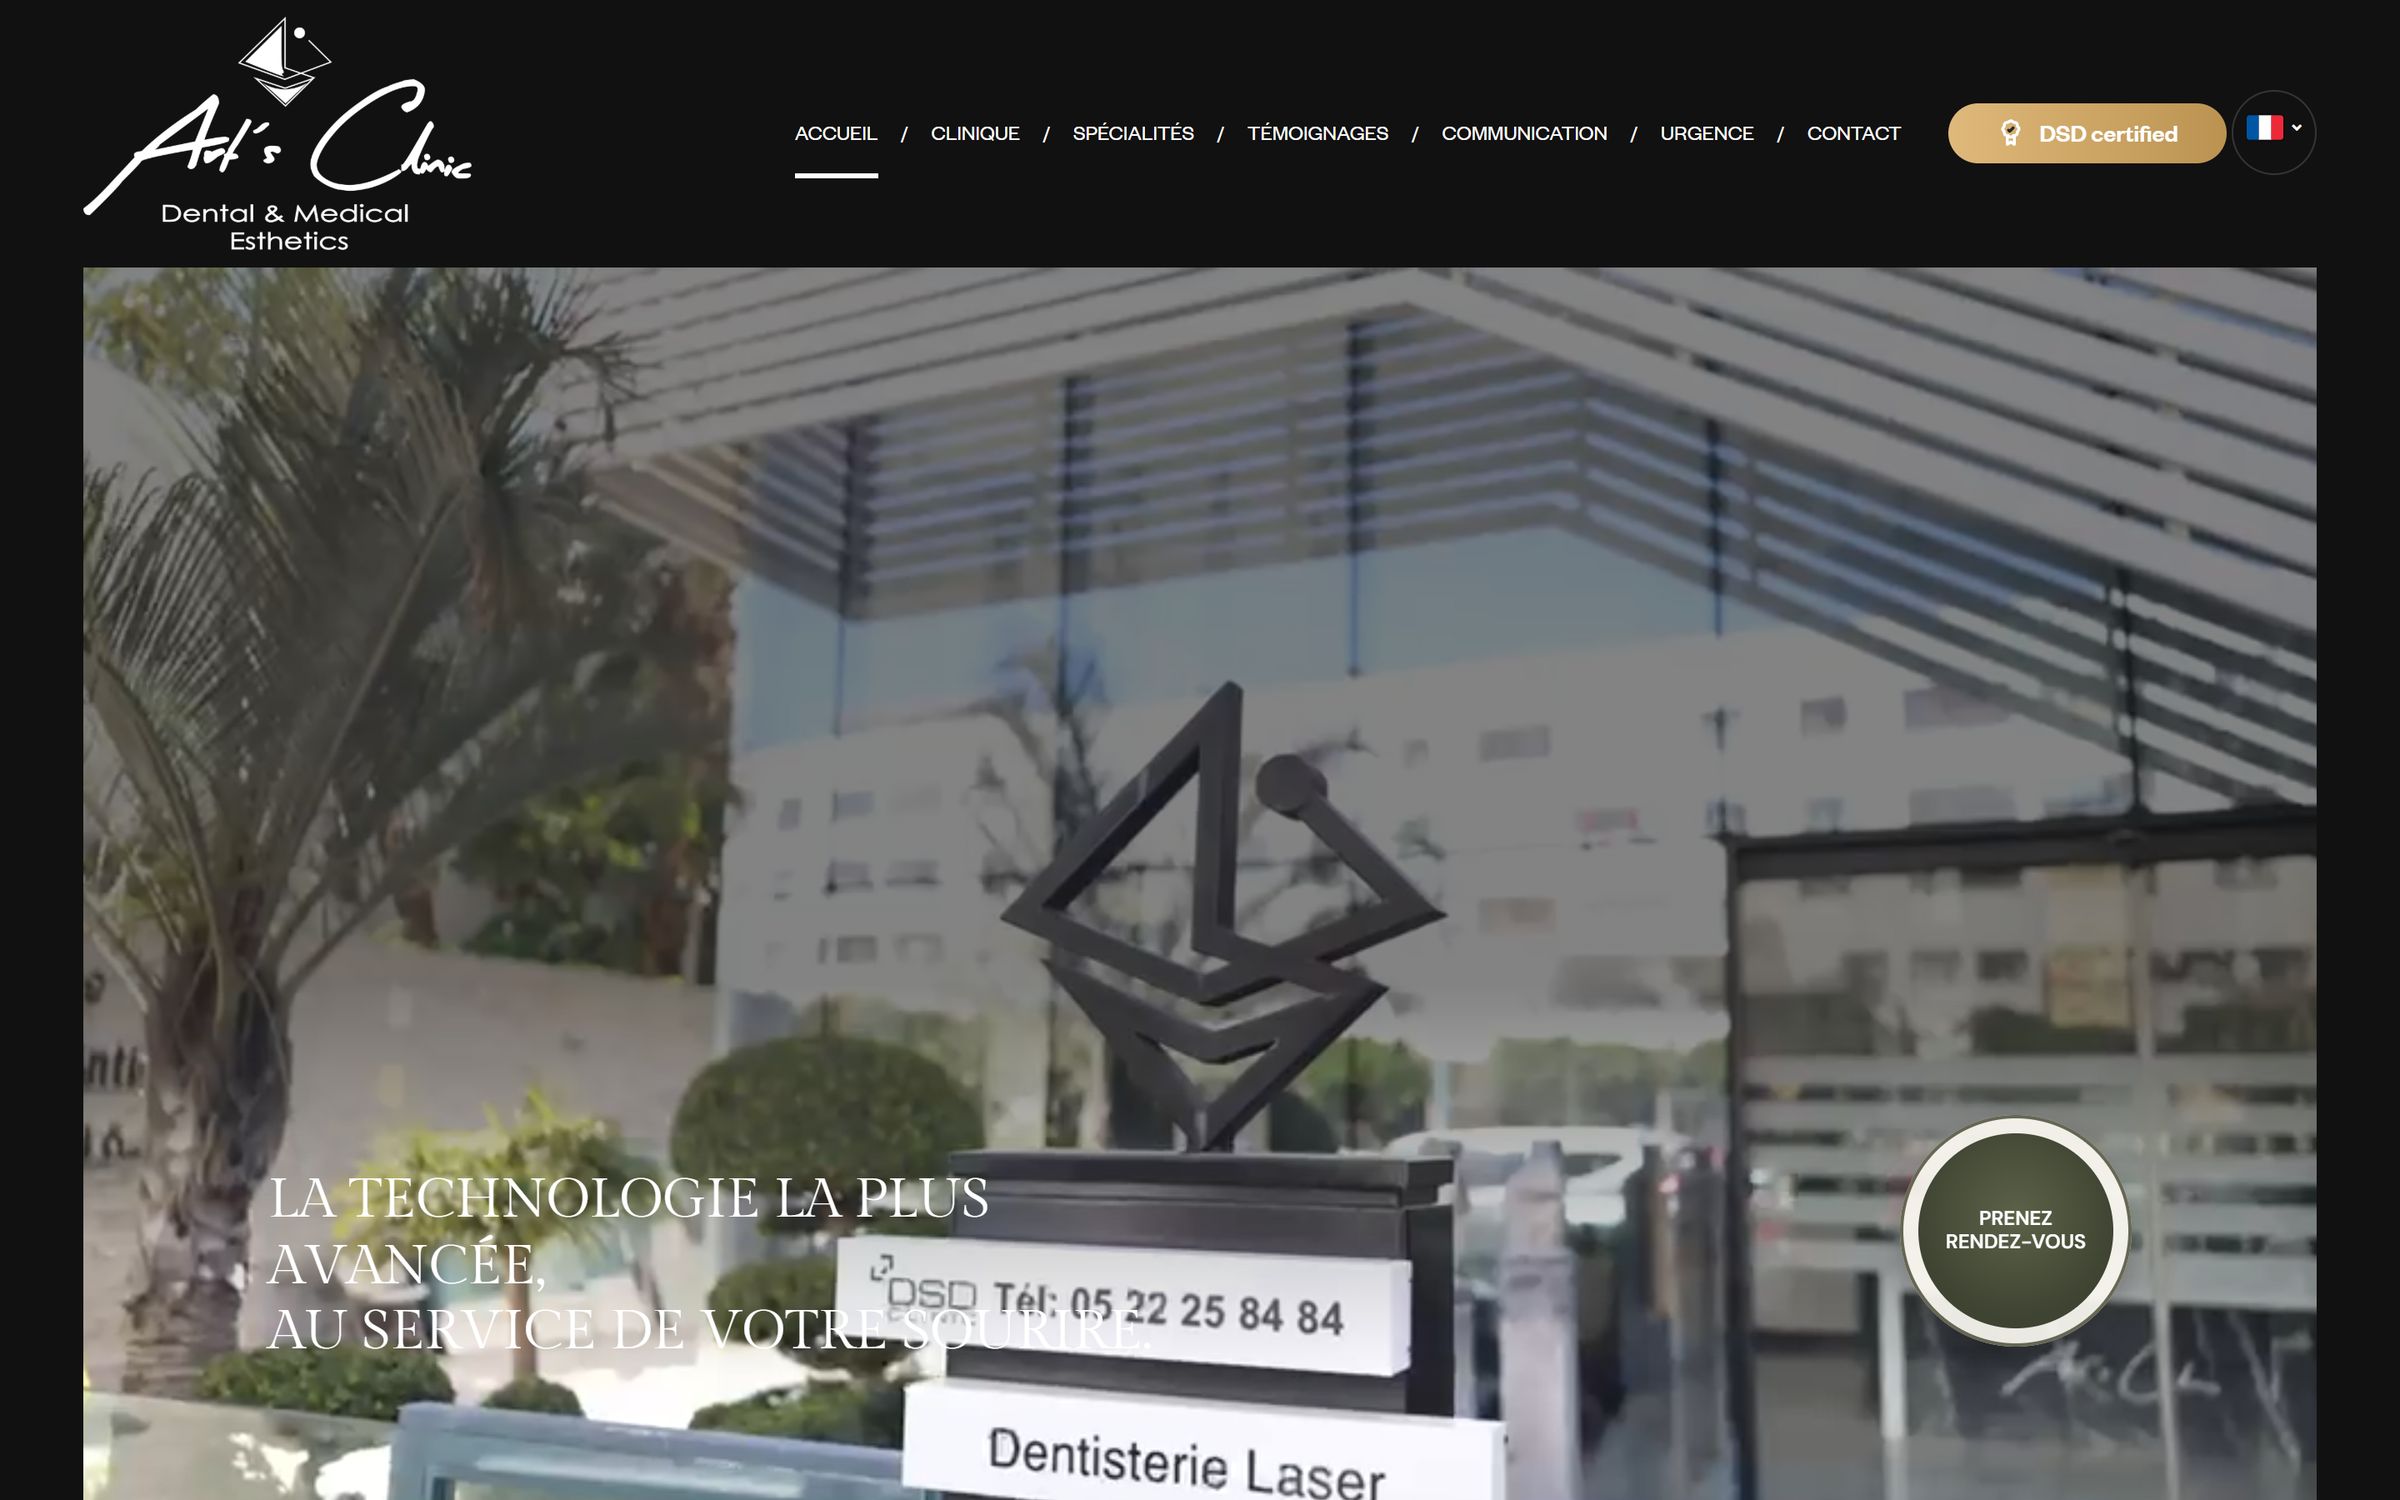 Art's Clinic
Dental & Medical
Esthetics
ACCUEIL / CLINIQUE / SPÉCIALITÉS / TÉMOIGNAGES / COMMUNICATION / URGENCE / CONTACT
DSD certified
LA TECHNOLOGIE LA PLUS
AVANCÉE,
AU SERVICE DE VOTRE SOURIRE.
DSD Tél: 05 22 25 84 84
Dentisterie Laser
PRENEZ
RENDEZ-VOUS